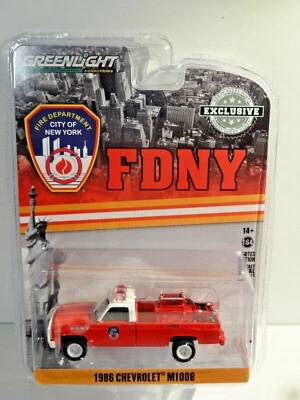 GREENLIGHT
collectibles
EXCLUSIVE
FIRE DEPARTMENT
CITY OF
NEW YORK
FDNY
14+
1:64
1986 CHEVROLET® M1008